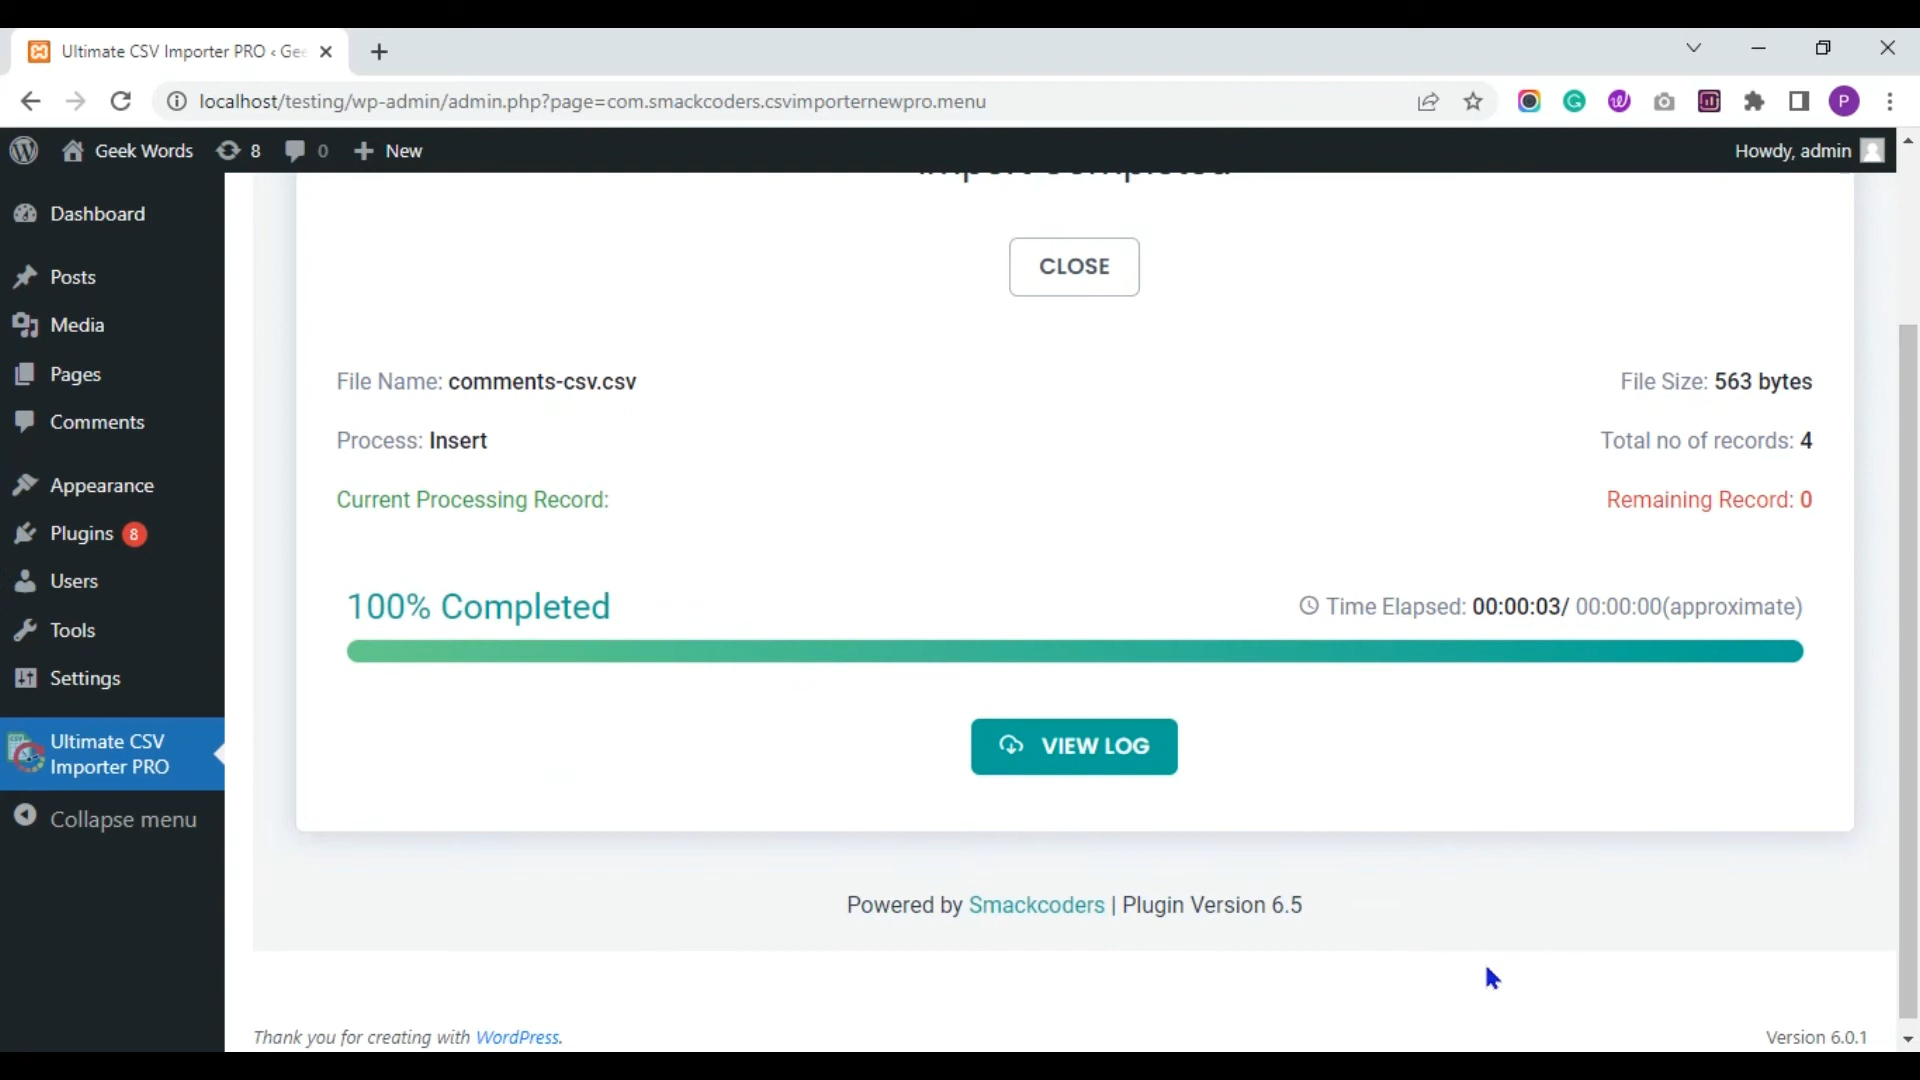 Ultimate CSV Importer PRO ‹ Gee
localhost/testing/wp-admin/admin.php?page=com.smackcoders.csvimporternewpro.menu
P
Geek Words 8 0 New
Howdy, admin
Dashboard
Posts
Media
Pages
Comments
Appearance
Plugins 8
Users
Tools
Settings
Ultimate CSV
Importer PRO
Collapse menu
Import Completed
CLOSE
File Name: comments-csv.csv
File Size: 563 bytes
Process: Insert
Total no of records: 4
Current Processing Record:
Remaining Record: 0
100% Completed
Time Elapsed: 00:00:03/ 00:00:00(approximate)
VIEW LOG
Powered by Smackcoders | Plugin Version 6.5
Thank you for creating with WordPress.
Version 6.0.1